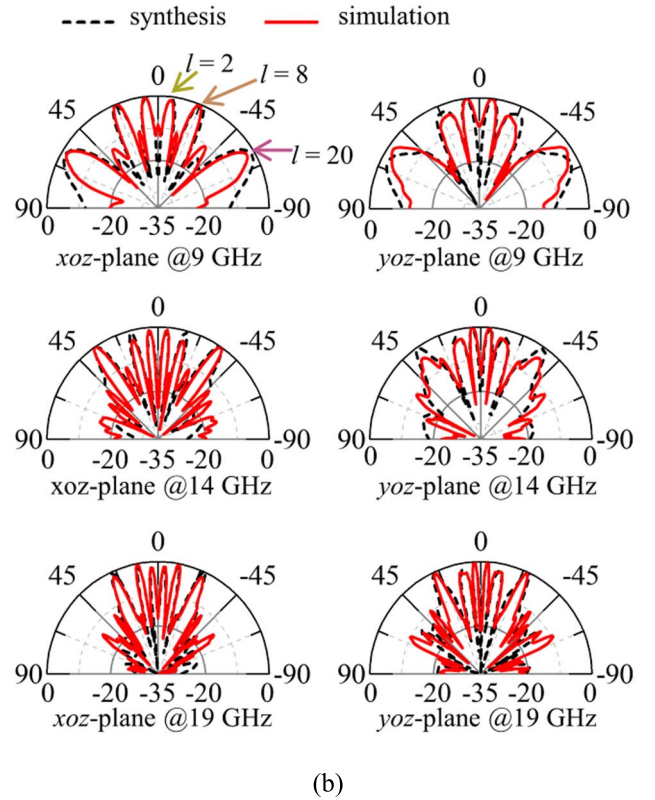 synthesis simulation
0 l = 2 l = 8
45 -45 l = 20
90 -90
0 -20 -35 -20 0
xoz-plane @9 GHz
0
45 -45
90 -90
0 -20 -35 -20 0
yoz-plane @9 GHz
0
45 -45
90 -90
0 -20 -35 -20 0
xoz-plane @14 GHz
0
45 -45
90 -90
0 -20 -35 -20 0
yoz-plane @14 GHz
0
45 -45
90 -90
0 -20 -35 -20 0
xoz-plane @19 GHz
0
45 -45
90 -90
0 -20 -35 -20 0
yoz-plane @19 GHz
(b)